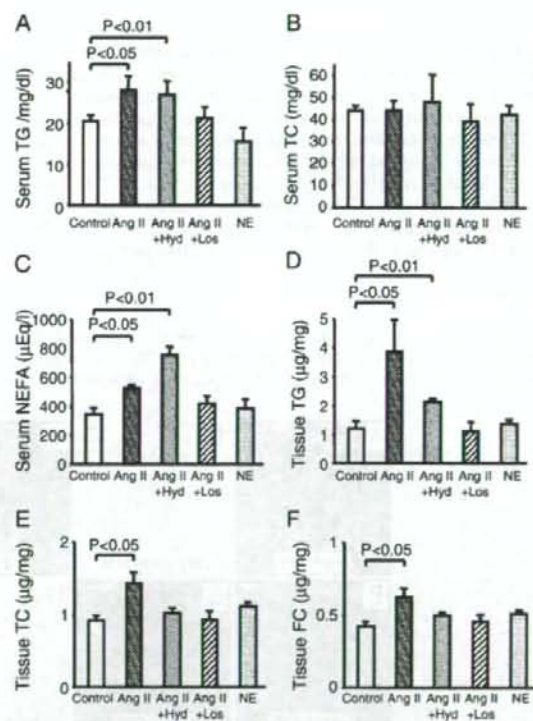 A
P<0.01
P<0.05
Serum TG /mg/dl)
30
20
10
0
Control Ang II Ang II Ang II NE
+Hyd +Los
B
Serum TC (mg/dl)
60
50
40
30
20
10
0
Control Ang II Ang II Ang II NE
+Hyd +Los
C
P<0.01
P<0.05
Serum NEFA (µEq/l)
1000
800
600
400
200
0
Control Ang II Ang II Ang II NE
+Hyd +Los
D
P<0.01
P<0.05
Tissue TG (µg/mg)
5
4
3
2
1
0
Control Ang II Ang II Ang II NE
+Hyd +Los
E
P<0.05
Tissue TC (µg/mg)
2
1
0
Control Ang II Ang II Ang II NE
+Hyd +Los
F
P<0.05
Tissue FC (µg/mg)
1
0.5
0
Control Ang II Ang II Ang II NE
+Hyd +Los